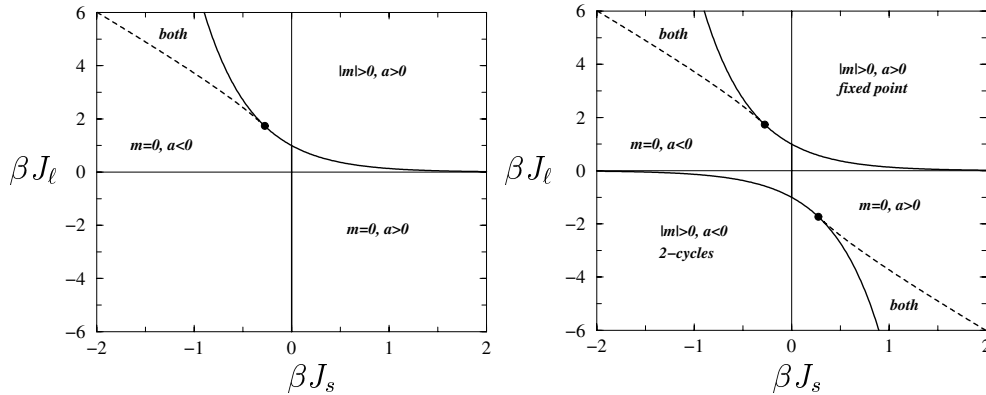 6
4
2
0
−2
−4
−6
βJℓ
both
|m|>0, a>0
m=0, a<0
m=0, a>0
−2
−1
0
1
2
βJs
6
4
2
0
−2
−4
−6
βJℓ
both
|m|>0, a>0
fixed point
m=0, a<0
m=0, a>0
|m|>0, a<0
2−cycles
both
−2
−1
0
1
2
βJs